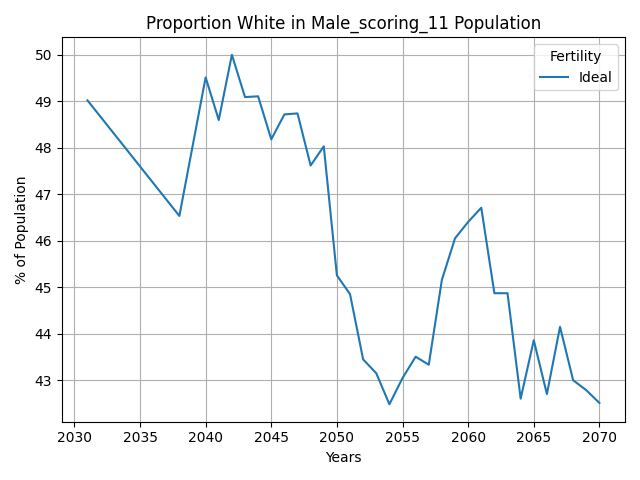 Proportion White in Male_scoring_11 Population
Fertility
Ideal
% of Population
50
49
48
47
46
45
44
43
2030 2035 2040 2045 2050 2055 2060 2065 2070
Years